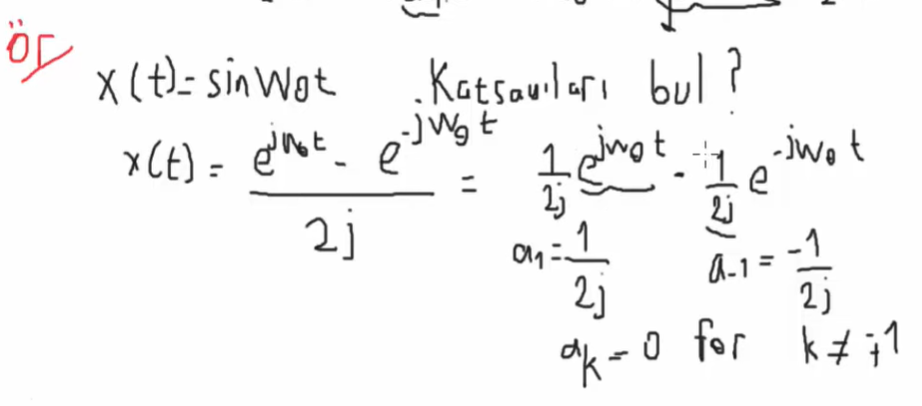 ör
x(t)= sinw₀t Katsayıları bul?
x(t) = (e^{jw₀t} - e^{-jw₀t}) / 2j = 1/2j e^{jw₀t} - 1/2j e^{-jw₀t}
a₁ = 1/2j a₋₁ = -1/2j
aₖ = 0 for k ≠ ∓1